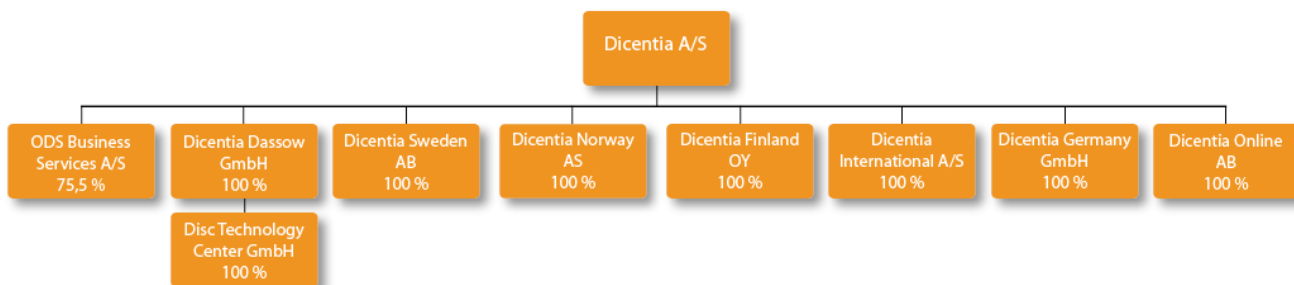 Dicentia A/S
ODS Business
Services A/S
75,5 %
Dicentia Dassow
GmbH
100 %
Dicentia Sweden
AB
100 %
Dicentia Norway
AS
100 %
Dicentia Finland
OY
100 %
Dicentia
International A/S
100 %
Dicentia Germany
GmbH
100 %
Dicentia Online
AB
100 %
Disc Technology
Center GmbH
100 %